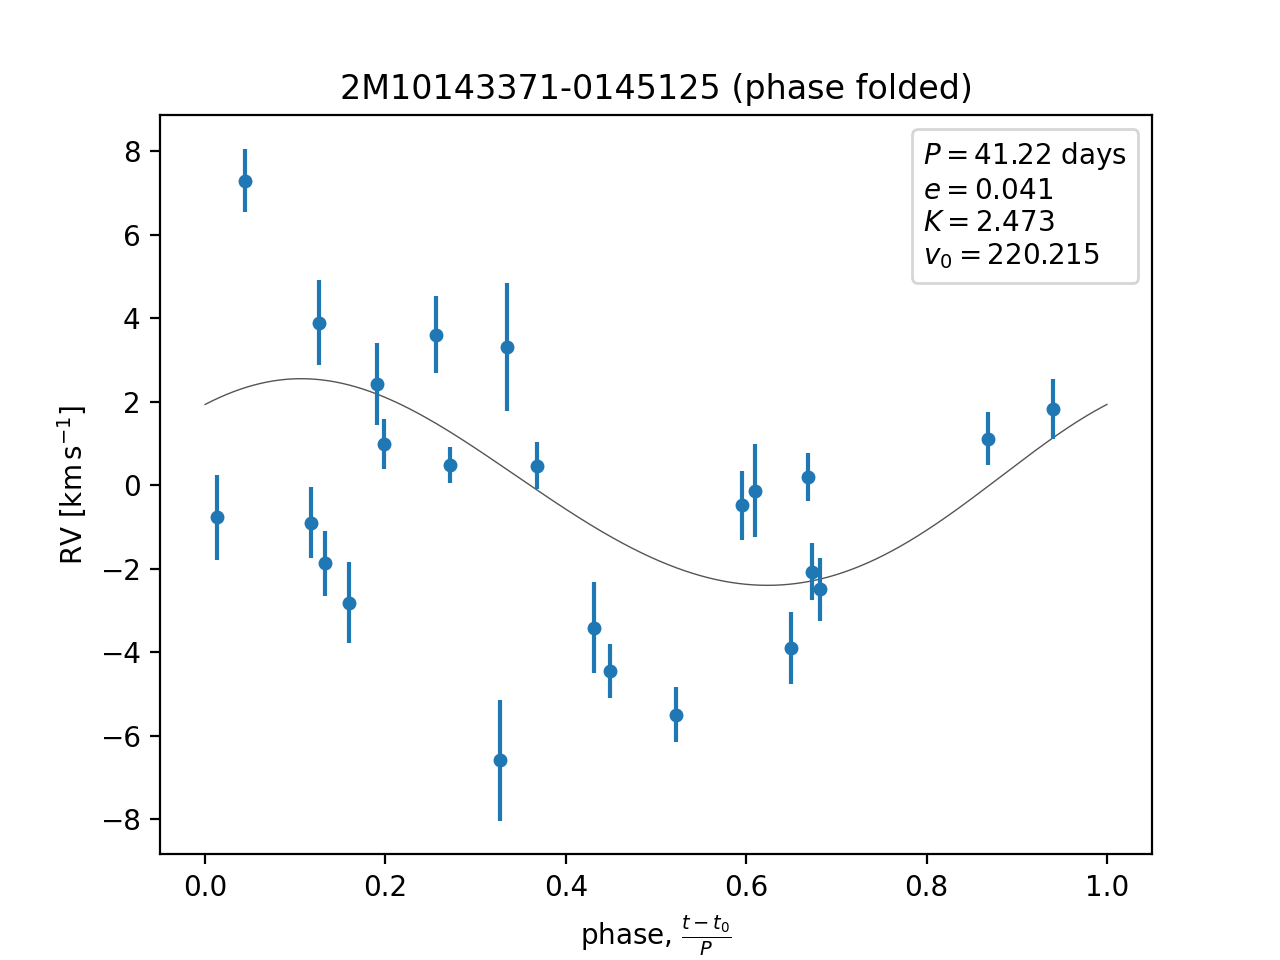 2M10143371-0145125 (phase folded)
P = 41.22 days
e = 0.041
K = 2.473
v₀ = 220.215
RV [km s⁻¹]
8
6
4
2
0
−2
−4
−6
−8
0.0 0.2 0.4 0.6 0.8 1.0
phase, (t − t₀)/P